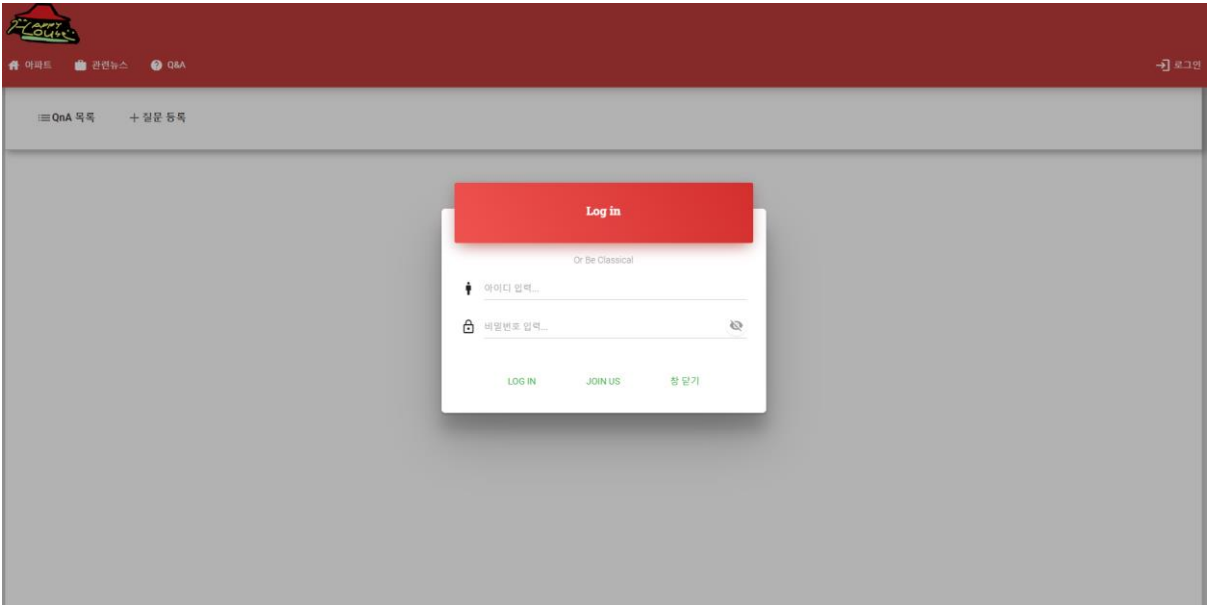 Happy
House
아파트 관련뉴스 Q&A 로그인
QnA 목록 질문 등록
Log in
Or Be Classical
아이디 입력...
비밀번호 입력...
LOG IN JOIN US 창 닫기